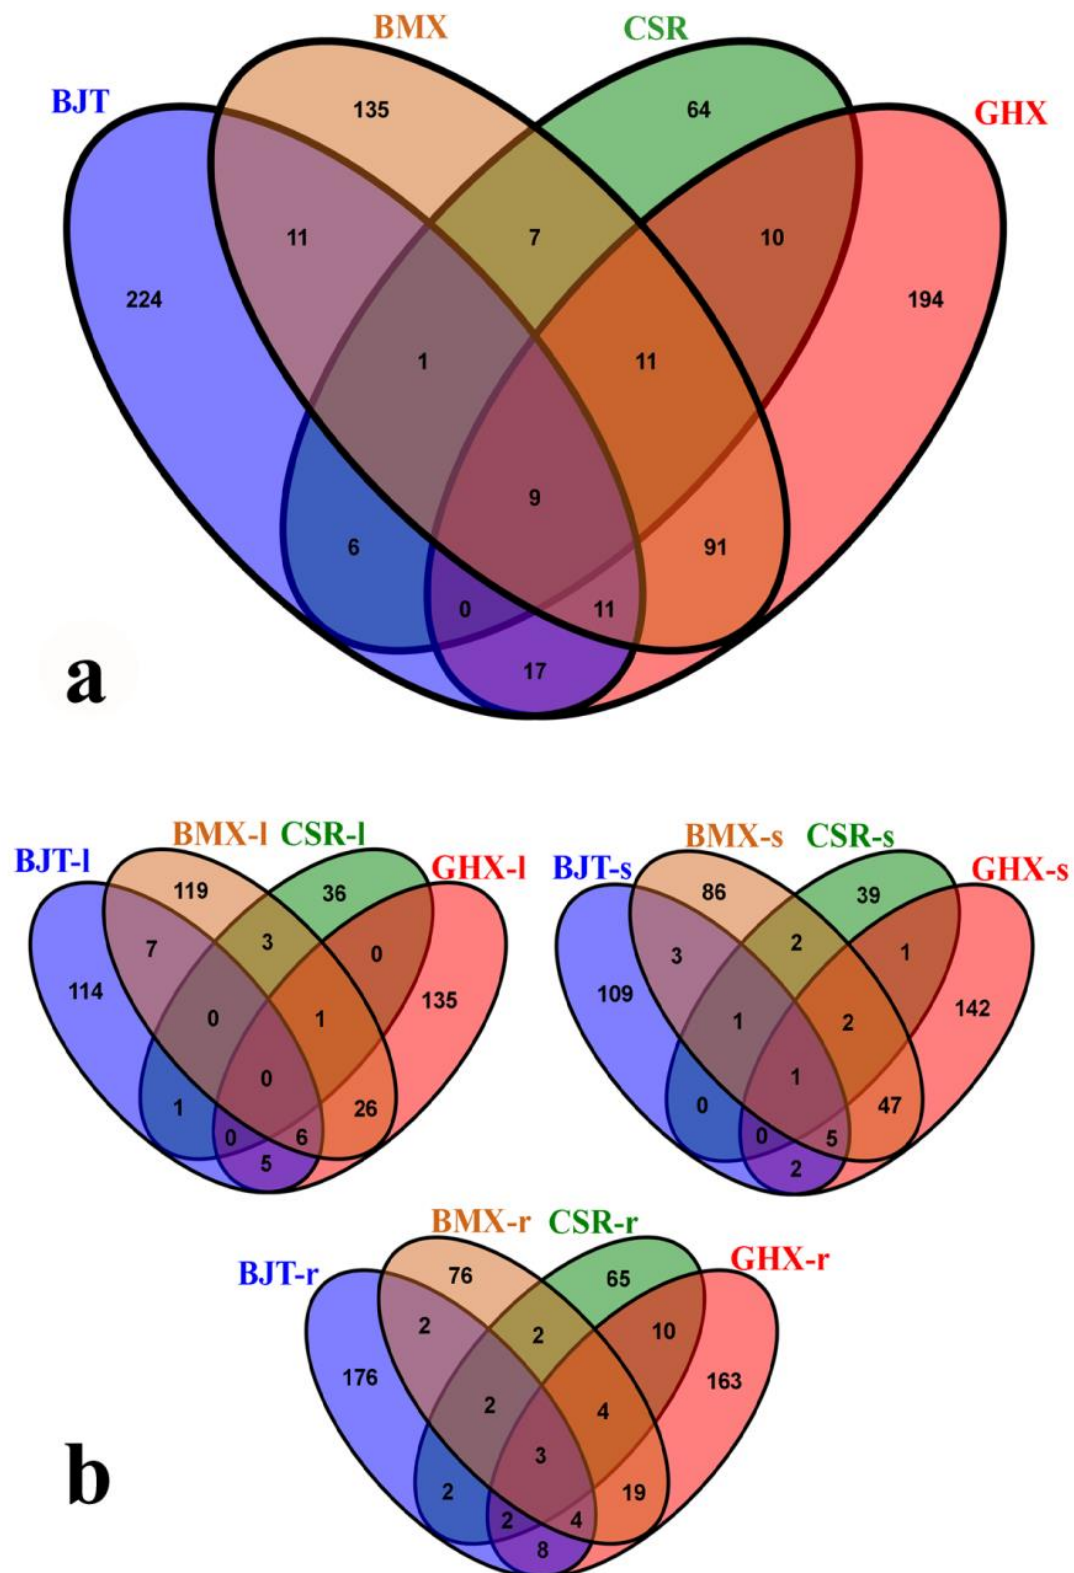 BMX CSR
BJT GHX
135 64
11 7 10
224 194
1 11
9
6 91
0 11
17
a
BMX-l CSR-l
BJT-l GHX-l
119 36
7 3 0
114 135
0 1
0
1 26
0 6
5
BMX-s CSR-s
BJT-s GHX-s
86 39
3 2 1
109 142
1 2
1
0 47
0 5
2
BMX-r CSR-r
BJT-r GHX-r
76 65
2 2 10
176 163
2 4
3
2 19
2 4
8
b